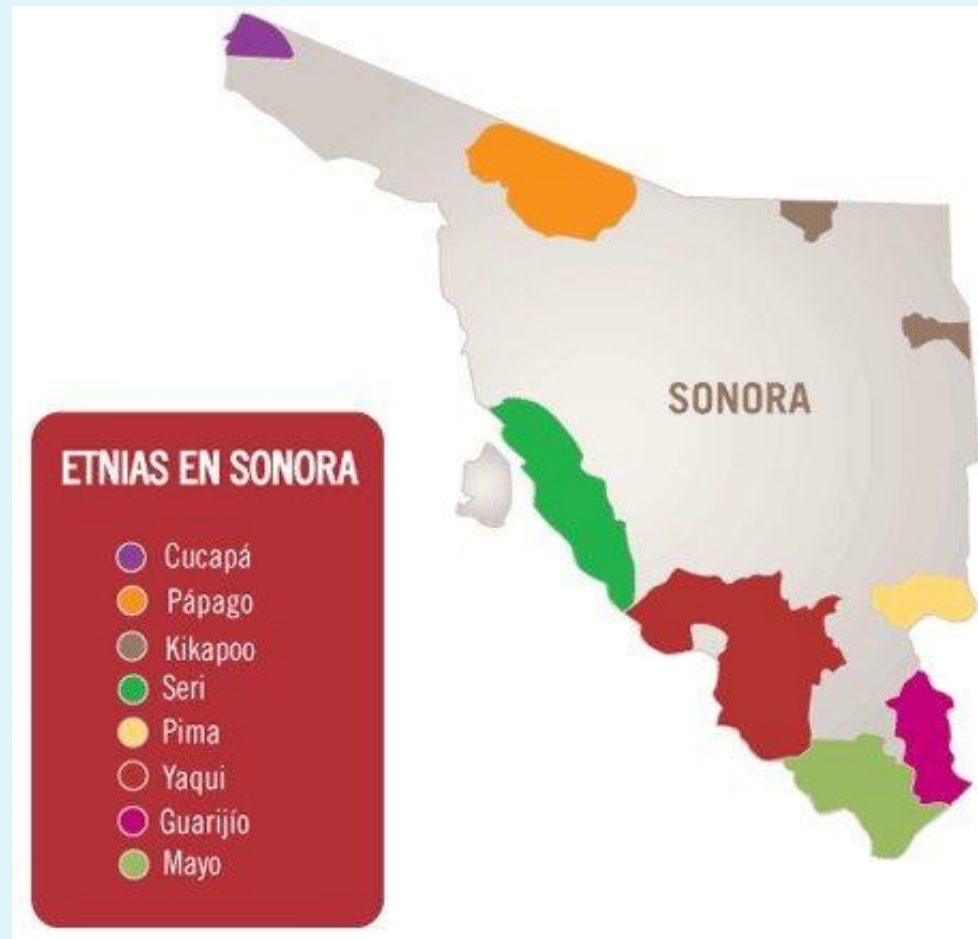 SONORA
ETNIAS EN SONORA
Cucapá
Pápago
Kikapoo
Seri
Pima
Yaqui
Guarijío
Mayo